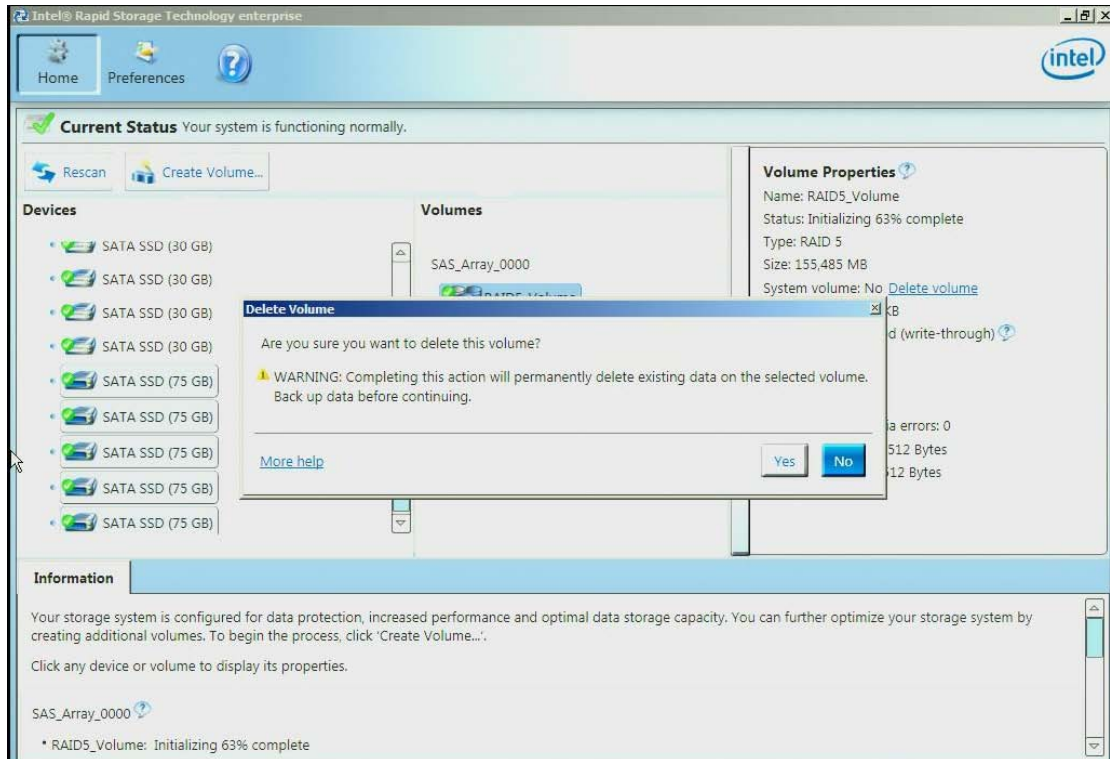 Intel® Rapid Storage Technology enterprise
Home
Preferences
?
intel
Current Status Your system is functioning normally.
Rescan
Create Volume...
Devices
SATA SSD (30 GB)
SATA SSD (30 GB)
SATA SSD (30 GB)
SATA SSD (30 GB)
SATA SSD (75 GB)
SATA SSD (75 GB)
SATA SSD (75 GB)
SATA SSD (75 GB)
SATA SSD (75 GB)
Volumes
SAS_Array_0000
RAID5_Volume
Volume Properties ?
Name: RAID5_Volume
Status: Initializing 63% complete
Type: RAID 5
Size: 155,485 MB
System volume: No Delete volume
KB
d (write-through) ?
ia errors: 0
512 Bytes
512 Bytes
Delete Volume
Are you sure you want to delete this volume?
WARNING: Completing this action will permanently delete existing data on the selected volume.
Back up data before continuing.
More help
Yes
No
Information
Your storage system is configured for data protection, increased performance and optimal data storage capacity. You can further optimize your storage system by
creating additional volumes. To begin the process, click 'Create Volume...'.
Click any device or volume to display its properties.
SAS_Array_0000 ?
• RAID5_Volume: Initializing 63% complete